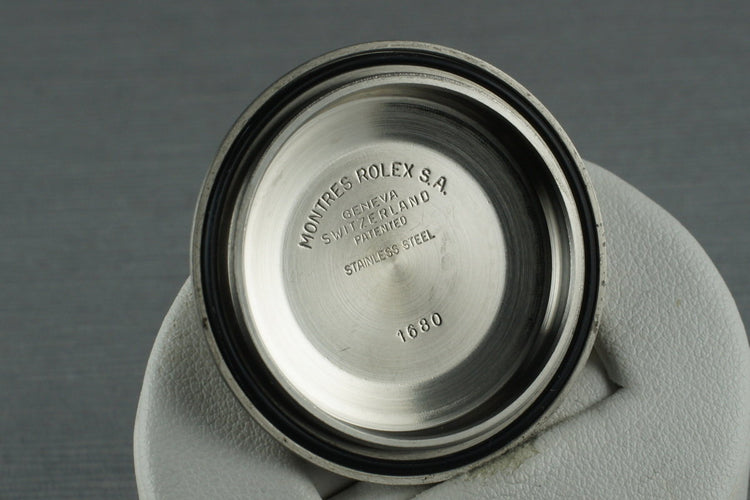 MONTRES ROLEX S.A.
GENEVA
SWITZERLAND
PATENTED
STAINLESS STEEL
1680